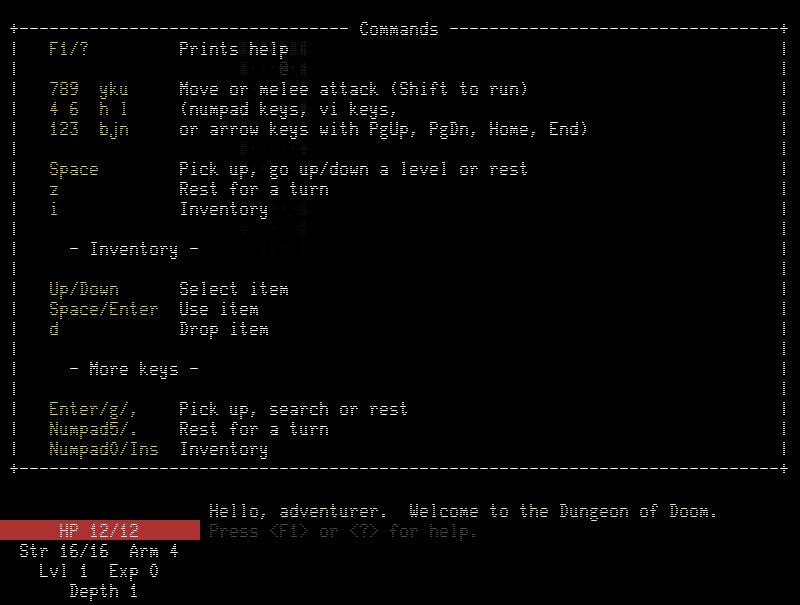 Commands
F1/? Prints help
789 yku Move or melee attack (Shift to run)
4 6 h l (numpad keys, vi keys,
123 bjn or arrow keys with PgUp, PgDn, Home, End)
Space Pick up, go up/down a level or rest
z Rest for a turn
i Inventory
- Inventory -
Up/Down Select item
Space/Enter Use item
d Drop item
- More keys -
Enter/g/, Pick up, search or rest
Numpad5/. Rest for a turn
Numpad0/Ins Inventory
Hello, adventurer. Welcome to the Dungeon of Doom.
HP 12/12 Press <F1> or <?> for help.
Str 16/16 Arm 4
Lvl 1 Exp 0
Depth 1